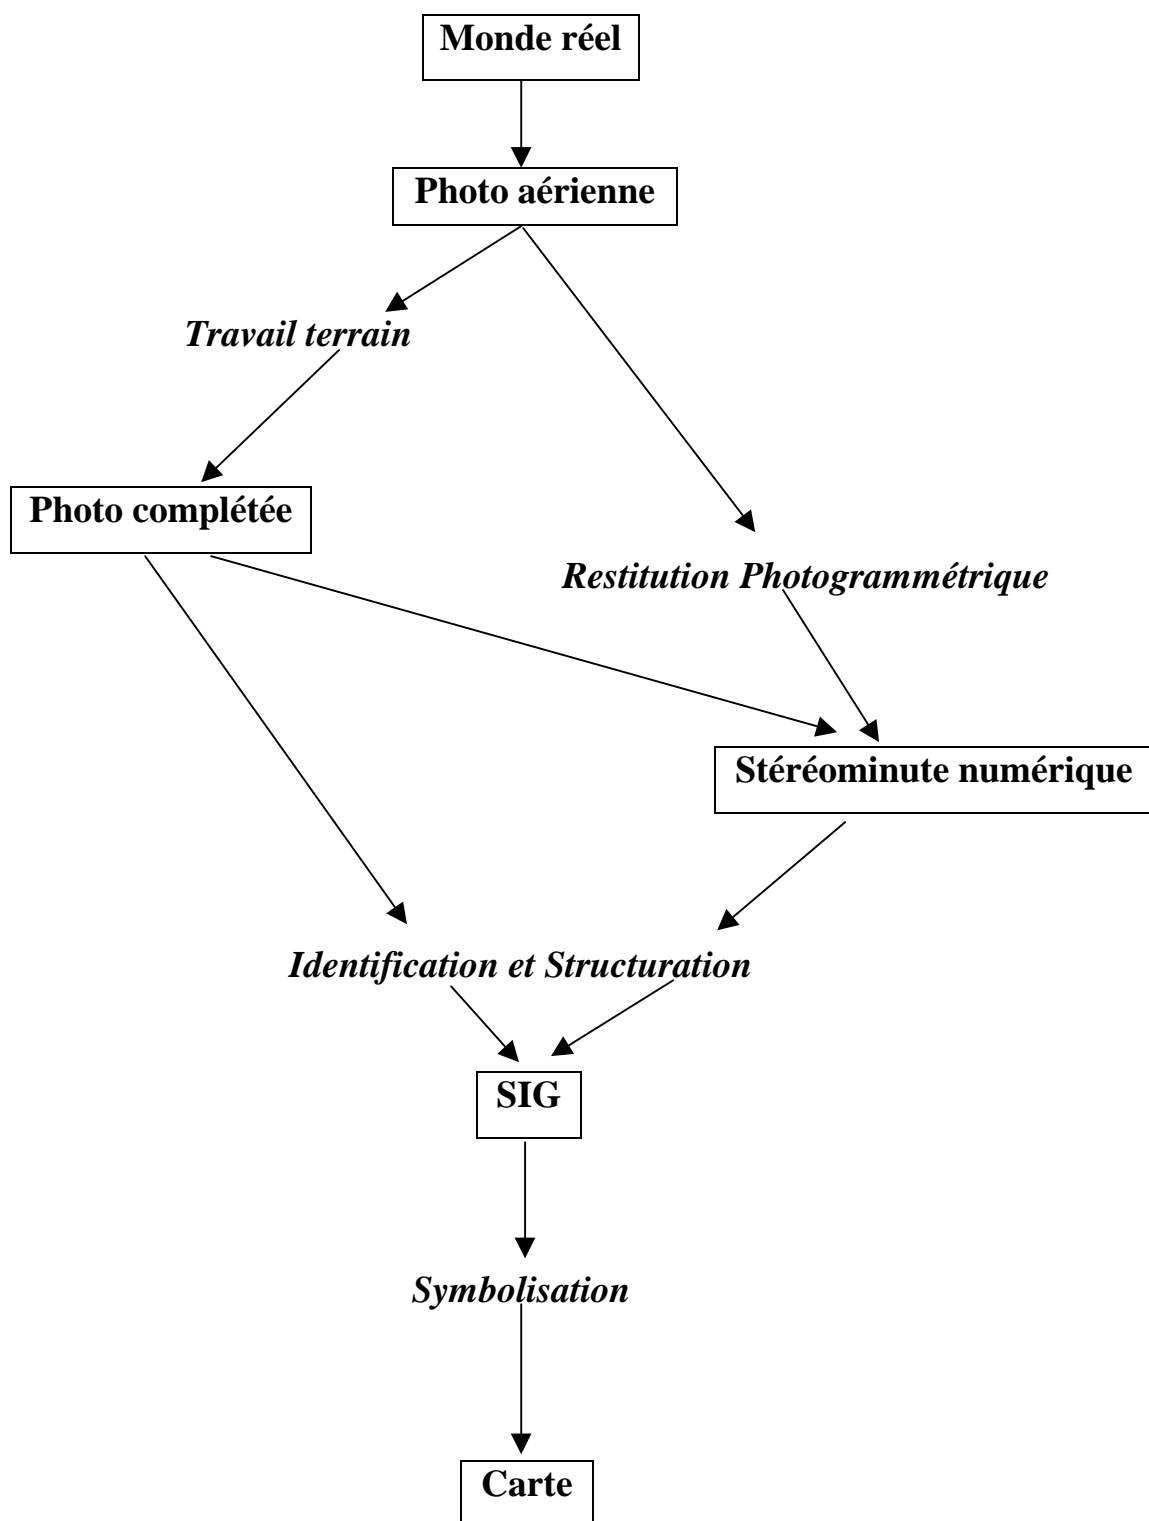 Monde réel
Photo aérienne
Travail terrain
Photo complétée
Restitution Photogrammétrique
Stéréominute numérique
Identification et Structuration
SIG
Symbolisation
Carte